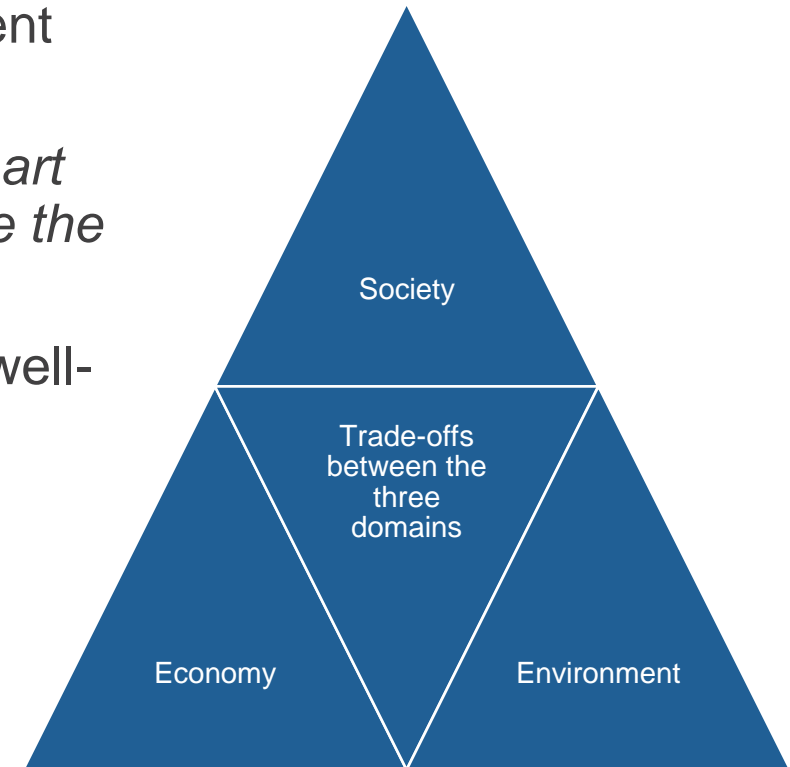 ent
art
e the
well-
Society
Trade-offs
between the
three
domains
Economy
Environment